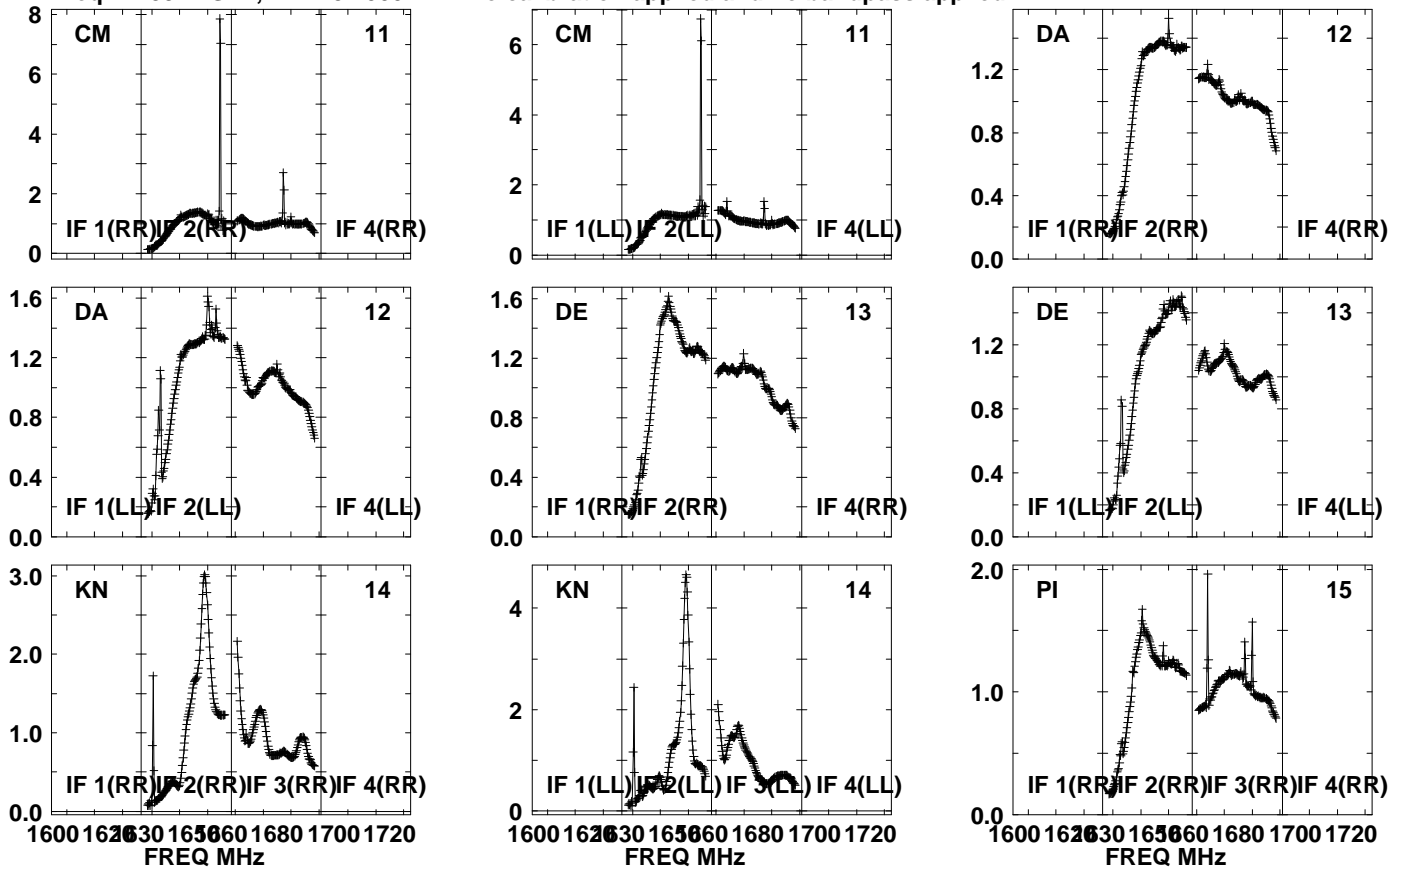 CM 11
8
6
4
2
0
IF 1(RR) IF 2(RR) IF 4(RR)
CM 11
6
4
2
0
IF 1(LL) IF 2(LL) IF 4(LL)
DA 12
1.2
0.8
0.4
0.0
IF 1(RR) IF 2(RR) IF 4(RR)
DA 12
1.6
1.2
0.8
0.4
0.0
IF 1(LL) IF 2(LL) IF 4(LL)
DE 13
1.6
1.2
0.8
0.4
0.0
IF 1(RR) IF 2(RR) IF 4(RR)
DE 13
1.2
0.8
0.4
0.0
IF 1(LL) IF 2(LL) IF 4(LL)
KN 14
3.0
2.0
1.0
0.0
IF 1(RR) IF 2(RR) IF 3(RR) IF 4(RR)
1600 1620 1630 1650 1660 1680 1700 1720
FREQ MHz
KN 14
4
2
0
IF 1(LL) IF 2(LL) IF 3(LL) IF 4(LL)
1600 1620 1630 1650 1660 1680 1700 1720
FREQ MHz
PI 15
2.0
1.0
0.0
IF 1(RR) IF 2(RR) IF 3(RR) IF 4(RR)
1600 1620 1630 1650 1660 1680 1700 1720
FREQ MHz